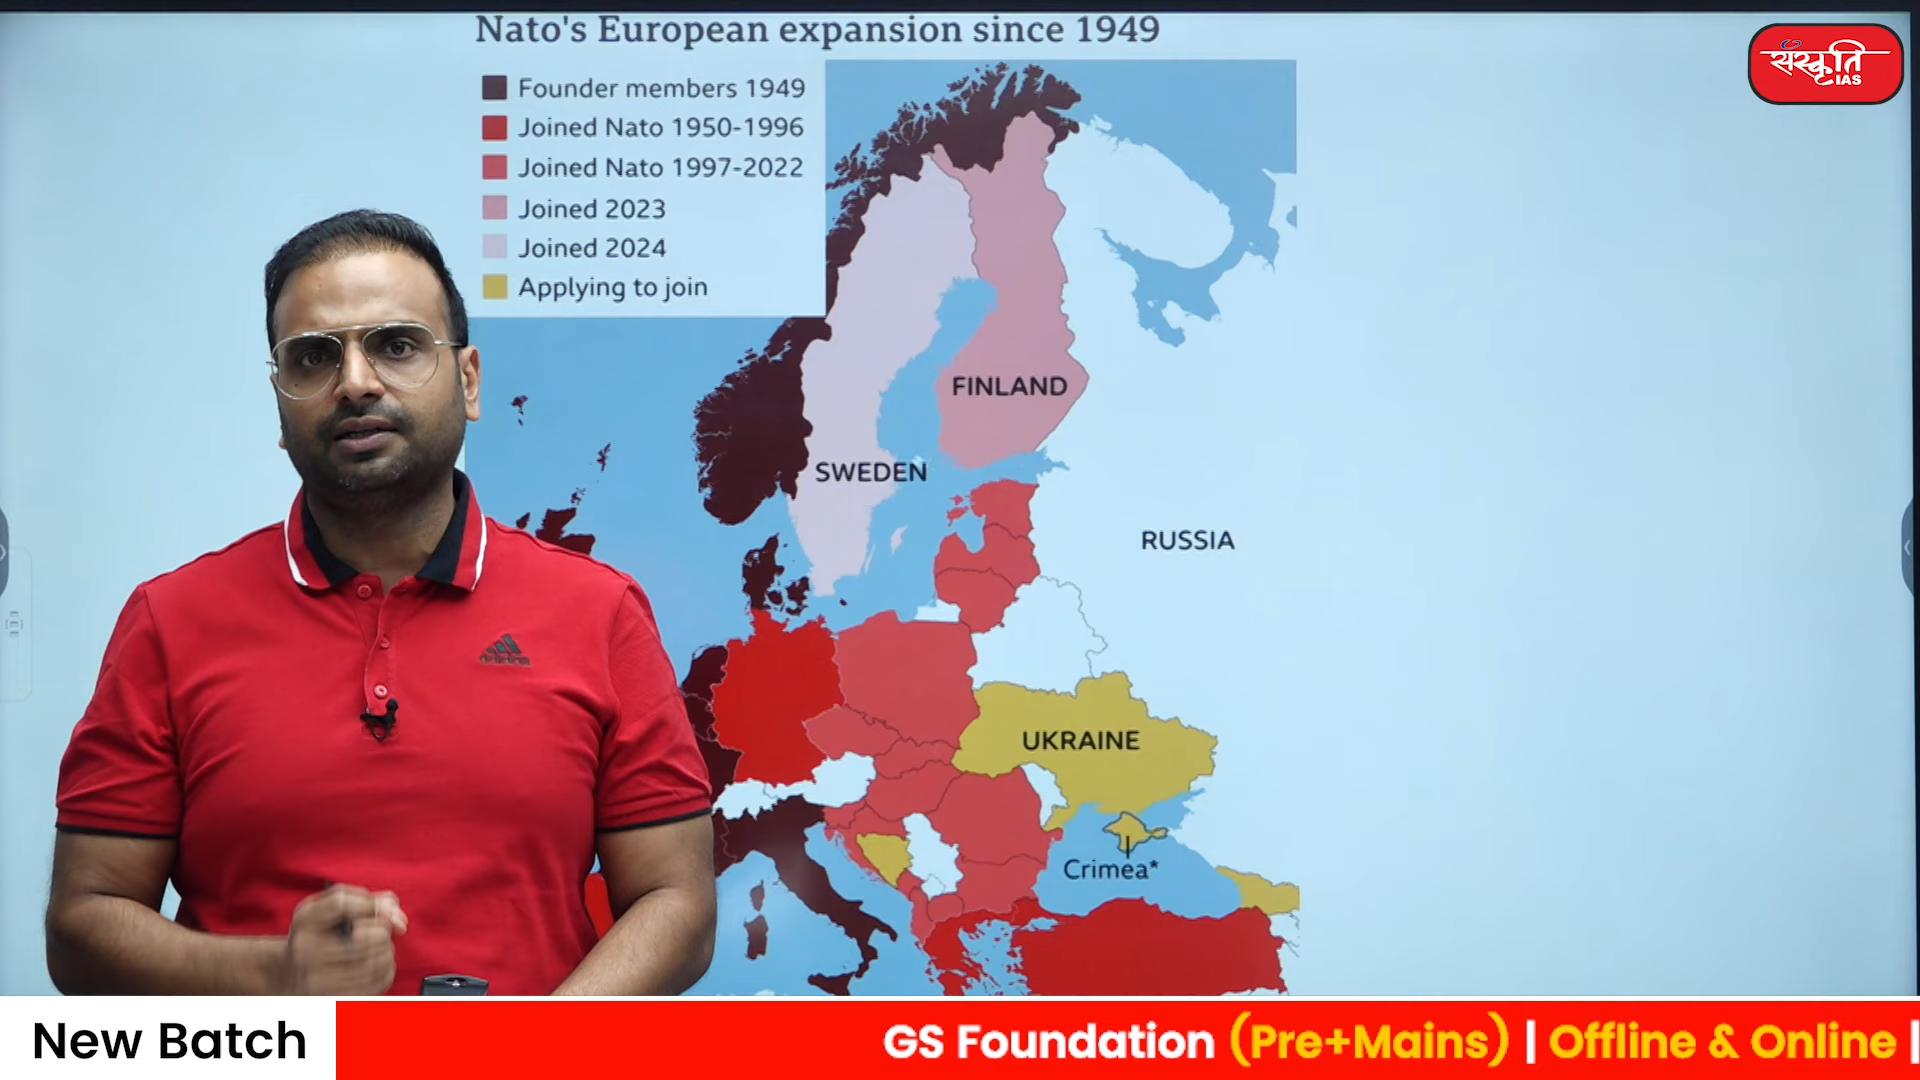 Nato's European expansion since 1949
संस्कृति
IAS
Founder members 1949
Joined Nato 1950-1996
Joined Nato 1997-2022
Joined 2023
Joined 2024
Applying to join
FINLAND
SWEDEN
RUSSIA
UKRAINE
Crimea*
adidas
New Batch
GS Foundation (Pre+Mains) | Offline & Online |